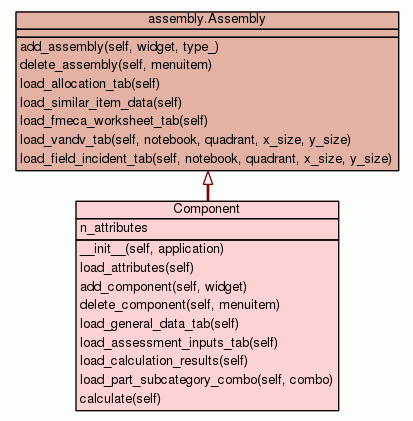 assembly.Assembly
add_assembly(self, widget, type_)
delete_assembly(self, menuitem)
load_allocation_tab(self)
load_similar_item_data(self)
load_fmeca_worksheet_tab(self)
load_vandv_tab(self, notebook, quadrant, x_size, y_size)
load_field_incident_tab(self, notebook, quadrant, x_size, y_size)
Component
n_attributes
__init__(self, application)
load_attributes(self)
add_component(self, widget)
delete_component(self, menuitem)
load_general_data_tab(self)
load_assessment_inputs_tab(self)
load_calculation_results(self)
load_part_subcategory_combo(self, combo)
calculate(self)